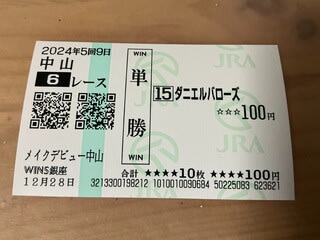 2024年5回9日
中山
6レース
WIN
単勝
WIN
15 ダニエルバローズ
☆☆☆100円
JRA
JRA
メイクデビュー中山
WINS銀座
12月28日
合計 ★★★★10枚 ★★★★100円
3213300198212 1010010090684 50225083 623621